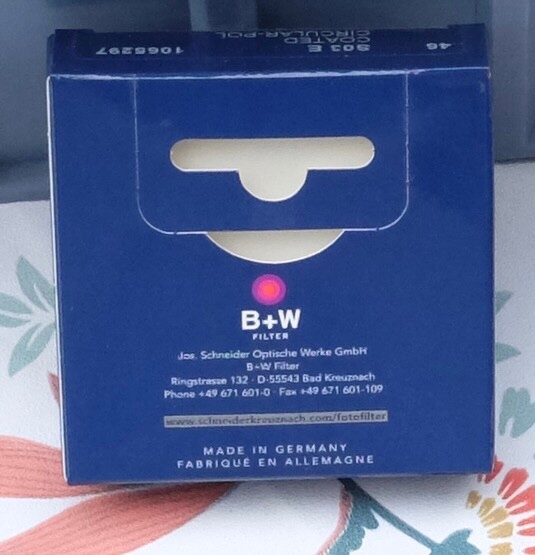 46 S03 E 1065297
COATED
CIRCULAR-POL
B+W
FILTER
Jos. Schneider Optische Werke GmbH
B+W Filter
Ringstrasse 132 · D-55543 Bad Kreuznach
Phone +49 671 601-0 · Fax +49 671 601-109
www.schneiderkreuznach.com/fotofilter
MADE IN GERMANY
FABRIQUÉ EN ALLEMAGNE